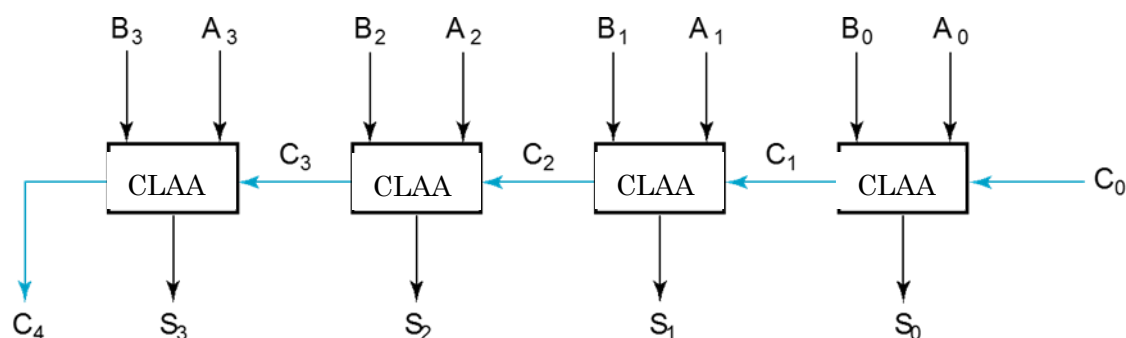 B₃ A₃ B₂ A₂ B₁ A₁ B₀ A₀
C₃ C₂ C₁
CLAA CLAA CLAA CLAA C₀
C₄ S₃ S₂ S₁ S₀